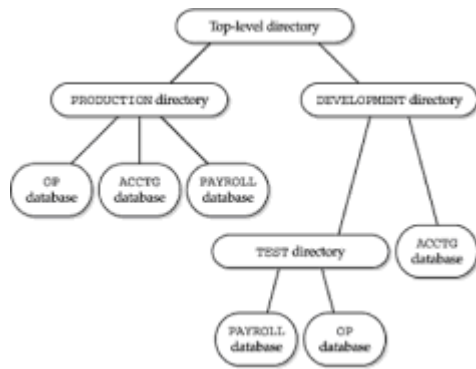 Top-level directory
PRODUCTION directory
DEVELOPMENT directory
OP
database
ACCTG
database
PAYROLL
database
TEST directory
ACCTG
database
PAYROLL
database
OP
database